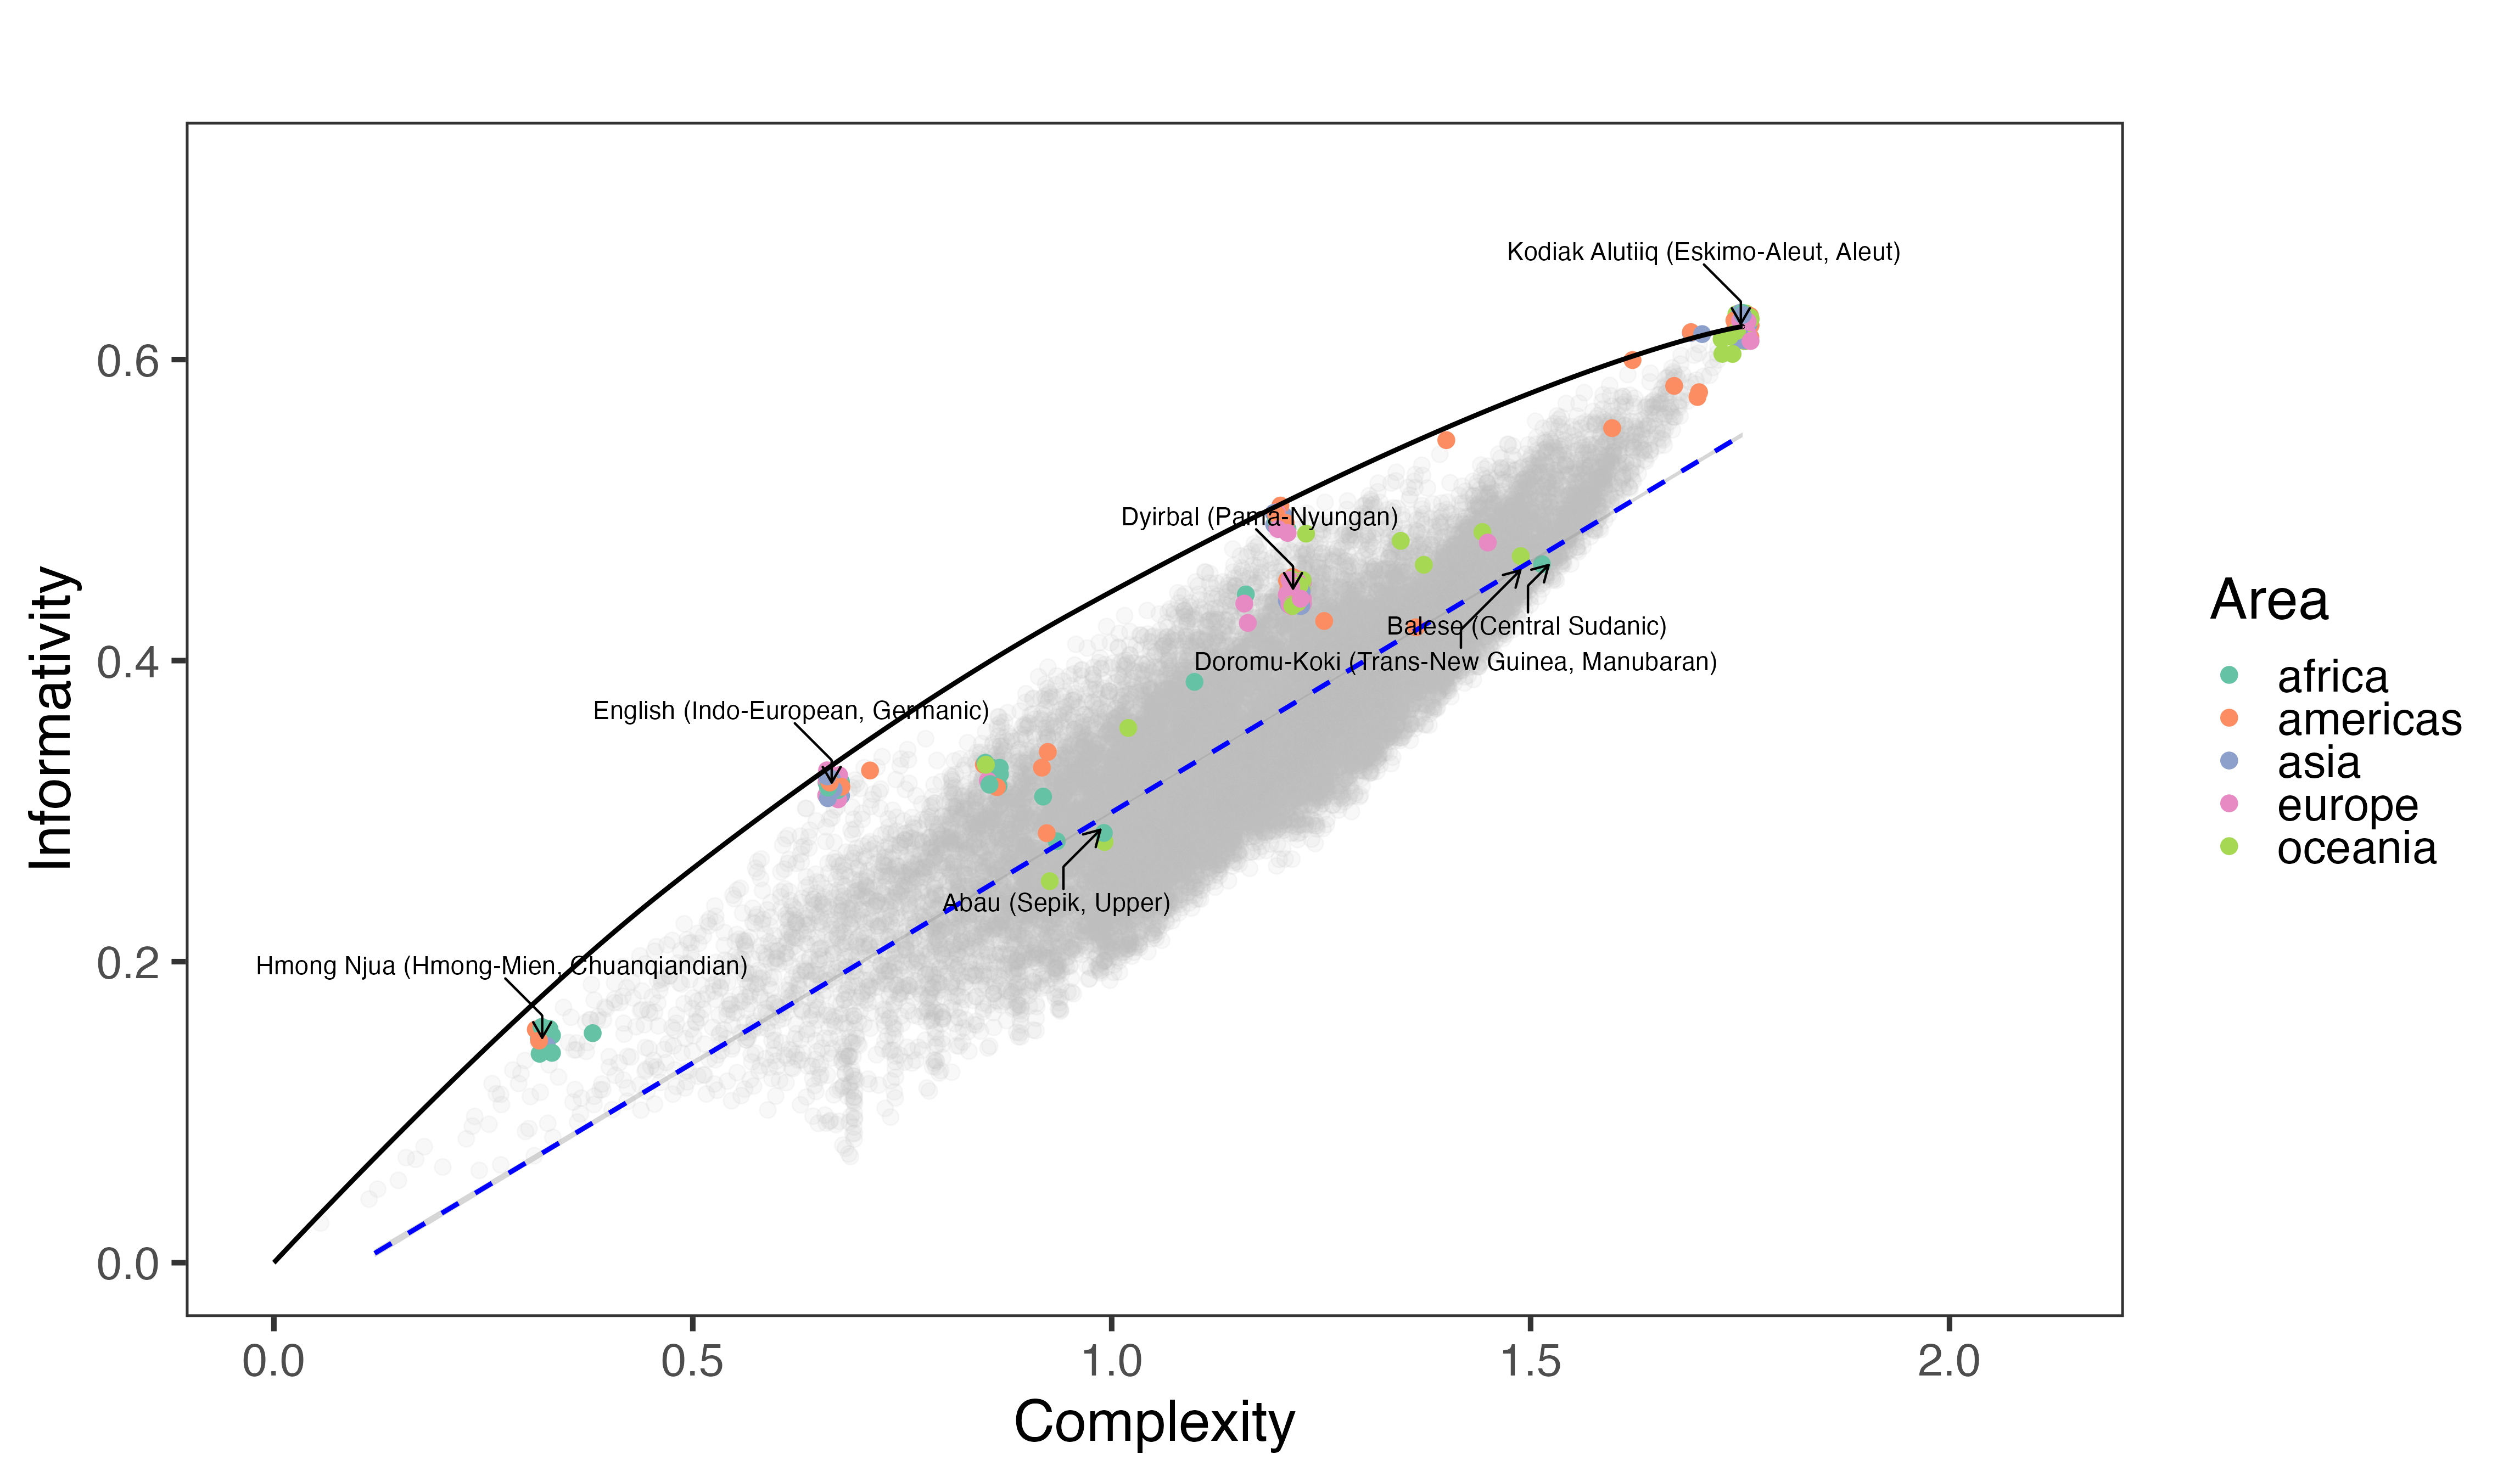 Kodiak Alutiiq (Eskimo-Aleut, Aleut)
Dyirbal (Pama-Nyungan)
Balese (Central Sudanic)
Doromu-Koki (Trans-New Guinea, Manubaran)
English (Indo-European, Germanic)
Abau (Sepik, Upper)
Hmong Njua (Hmong-Mien, Chuanqiandian)
Informativity
0.6
0.4
0.2
0.0
0.0 0.5 1.0 1.5 2.0
Complexity
Area
africa
americas
asia
europe
oceania